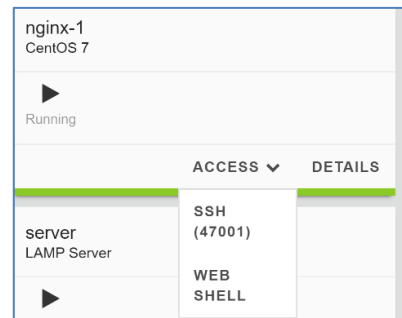 nginx-1
CentOS 7
Running
ACCESS DETAILS
SSH
(47001)
WEB
SHELL
server
LAMP Server